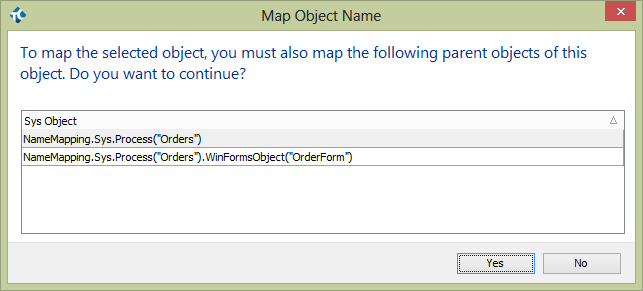 Map Object Name
To map the selected object, you must also map the following parent objects of this
object. Do you want to continue?
Sys Object
NameMapping.Sys.Process("Orders")
NameMapping.Sys.Process("Orders").WinFormsObject("OrderForm")
Yes No